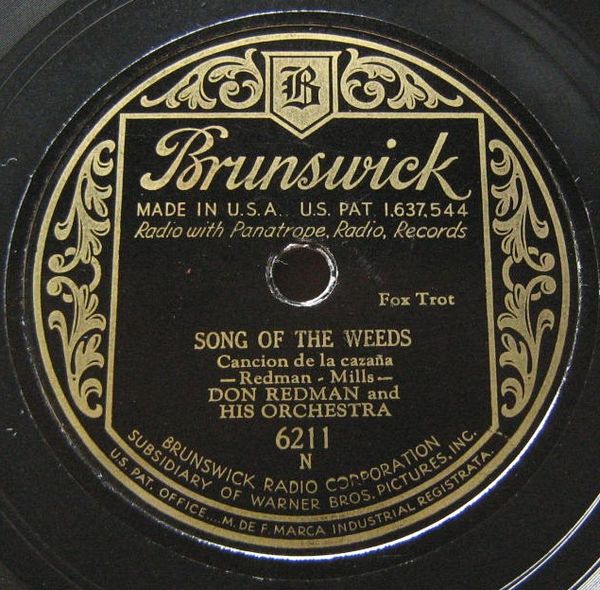 B
Brunswick
MADE IN U.S.A. U.S. PAT 1,637,544
Radio with Panatrope, Radio, Records
Fox Trot
SONG OF THE WEEDS
Cancion de la cazaña
—Redman - Mills—
DON REDMAN and
HIS ORCHESTRA
6211
N
BRUNSWICK RADIO CORPORATION
SUBSIDIARY OF WARNER BROS. PICTURES, INC.
U.S. PAT. OFFICE....M. DE F. MARCA INDUSTRIAL REGISTRATA.